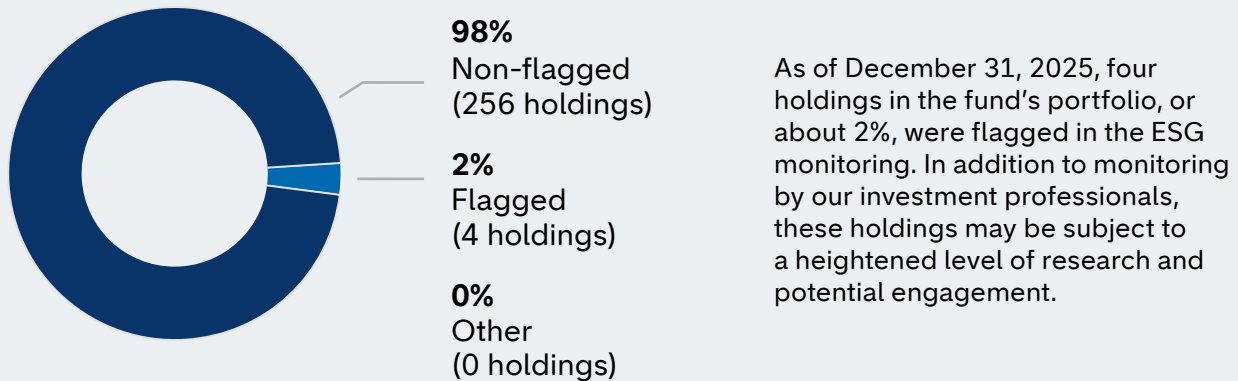 98%
Non-flagged
(256 holdings)
2%
Flagged
(4 holdings)
0%
Other
(0 holdings)
As of December 31, 2025, four
holdings in the fund’s portfolio, or
about 2%, were flagged in the ESG
monitoring. In addition to monitoring
by our investment professionals,
these holdings may be subject to
a heightened level of research and
potential engagement.